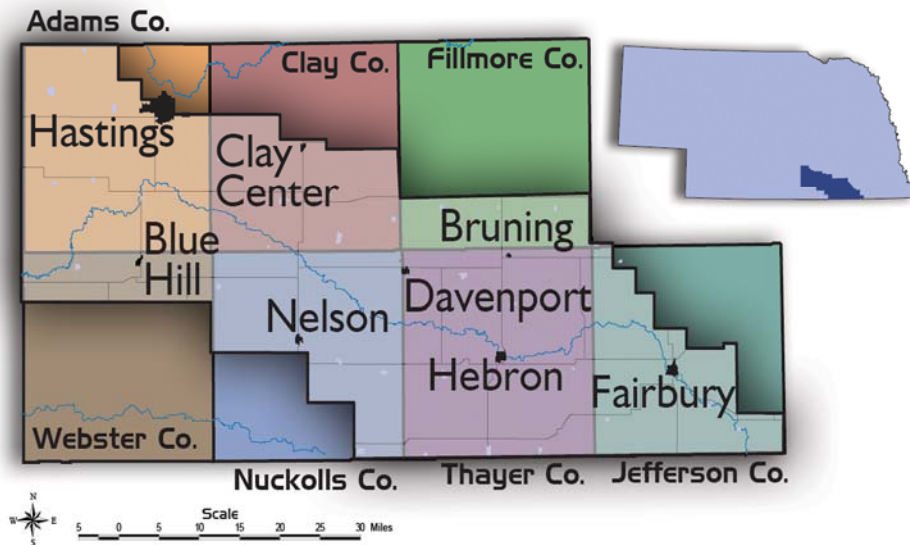 Adams Co.
Clay Co.
Fillmore Co.
Hastings
Clay
Center
Bruning
Blue
Hill
Davenport
Nelson
Hebron
Fairbury
Webster Co.
Nuckolls Co.
Thayer Co.
Jefferson Co.
N
W E
S
Scale
5 0 5 10 15 20 25 30 Miles